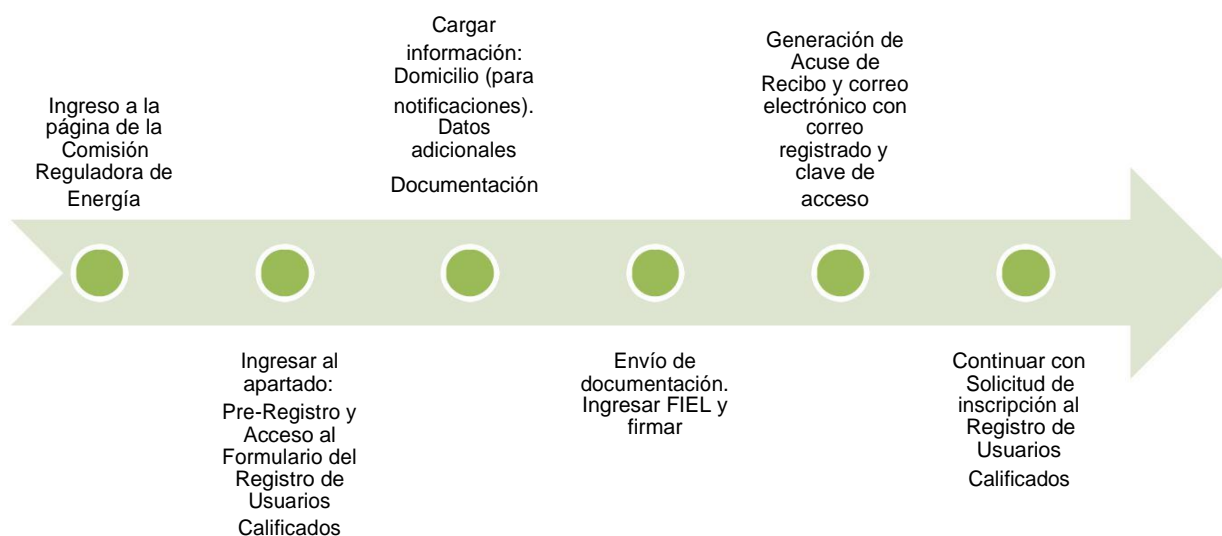 Ingreso a la
página de la
Comisión
Reguladora de
Energía
Ingresar al
apartado:
Pre-Registro y
Acceso al
Formulario del
Registro de
Usuarios
Calificados
Cargar
información:
Domicilio (para
notificaciones).
Datos
adicionales
Documentación
Envío de
documentación.
Ingresar FIEL y
firmar
Generación de
Acuse de
Recibo y correo
electrónico con
correo
registrado y
clave de
acceso
Continuar con
Solicitud de
inscripción al
Registro de
Usuarios
Calificados